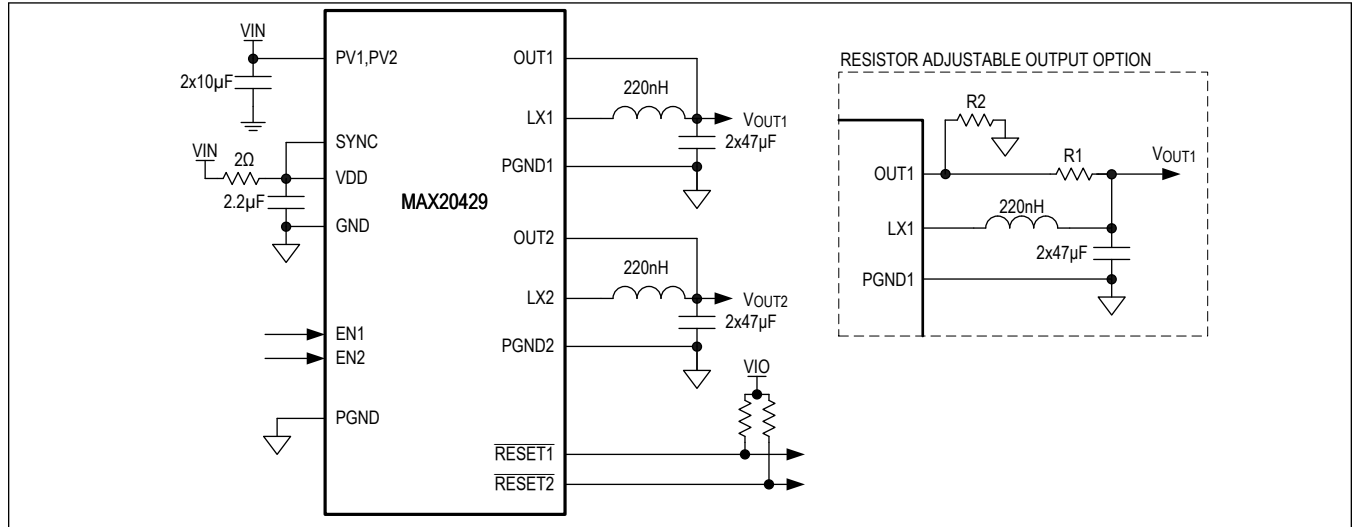 VIN
PV1,PV2
2x10µF
SYNC
VIN
2Ω
VDD
2.2µF
GND
MAX20429
EN1
EN2
PGND
OUT1
220nH
LX1
VOUT1
2x47µF
PGND1
OUT2
220nH
LX2
VOUT2
2x47µF
PGND2
VIO
RESET1
RESET2
RESISTOR ADJUSTABLE OUTPUT OPTION
R2
R1
VOUT1
OUT1
220nH
LX1
2x47µF
PGND1